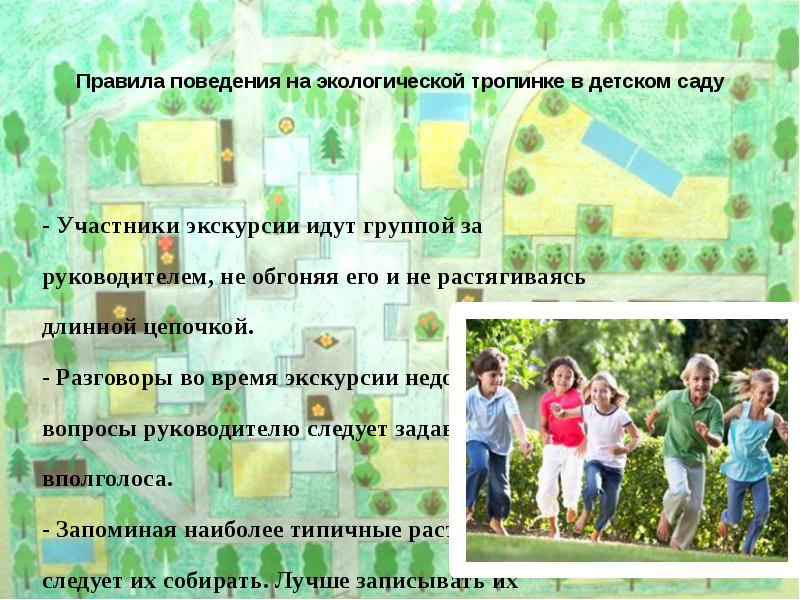 Правила поведения на экологической тропинке в детском саду
- Участники экскурсии идут группой за
руководителем, не обгоняя его и не растягиваясь
длинной цепочкой.
- Разговоры во время экскурсии
вопросы руководителю следует
вполголоса.
- Запоминая наиболее типичные
следует их собирать. Лучше записывать их